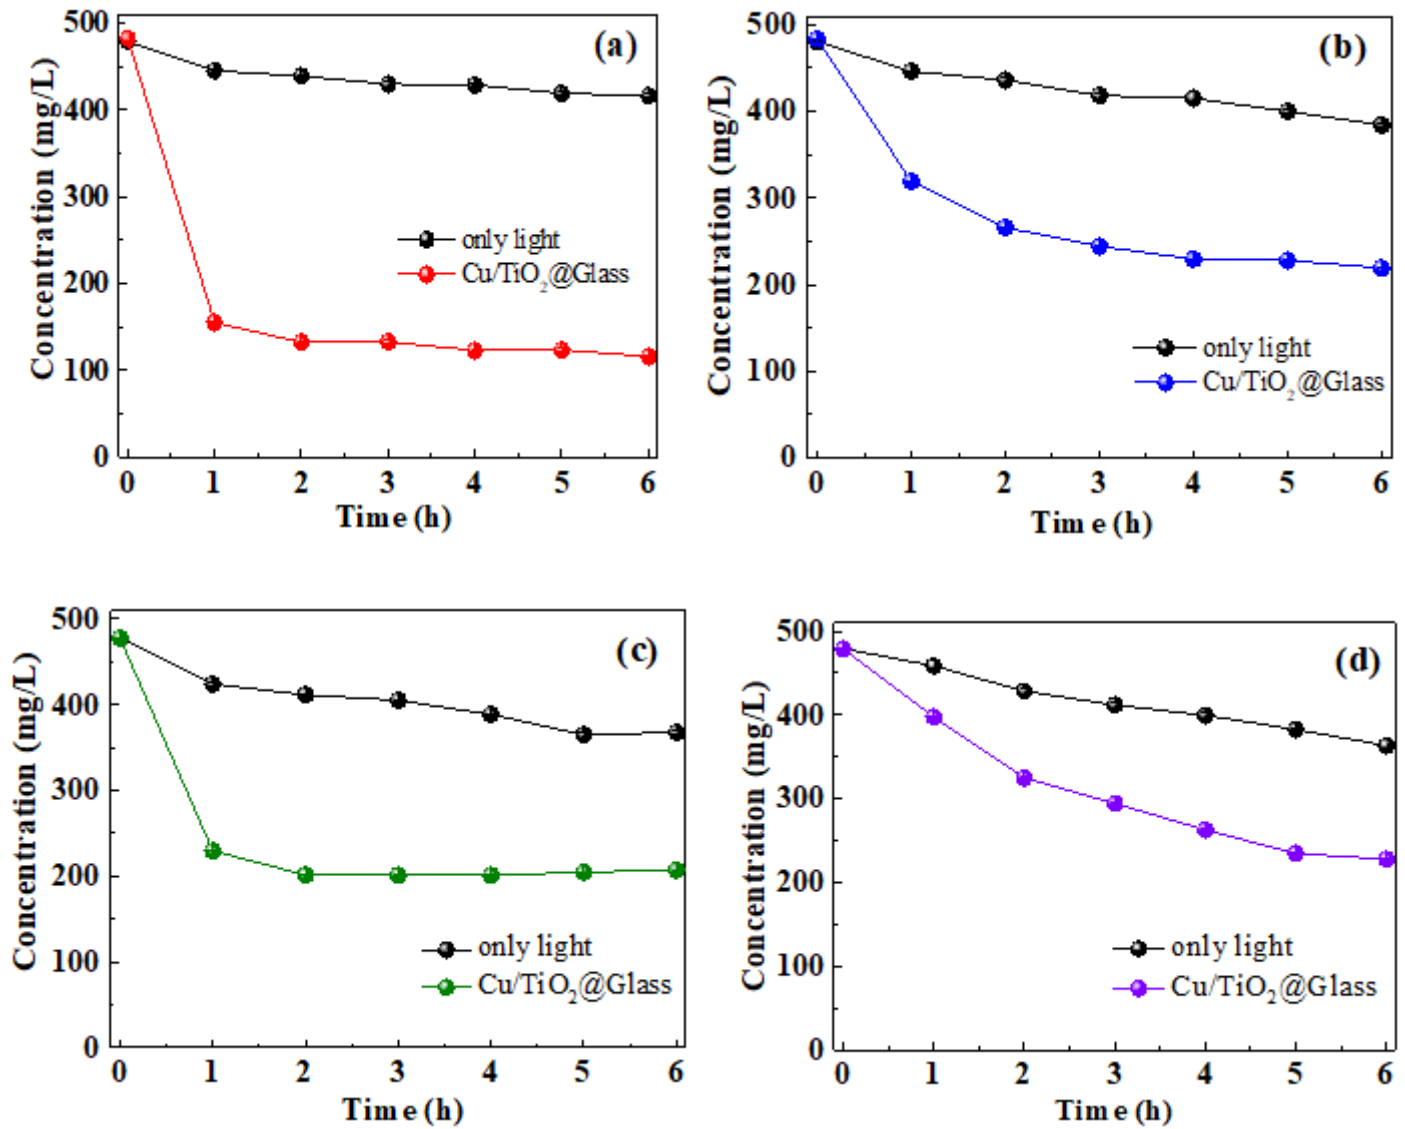 (a)
Concentration (mg/L)
500
400
300
200
100
0
only light
Cu/TiO₂@Glass
0 1 2 3 4 5 6
Time (h)
(b)
Concentration (mg/L)
500
400
300
200
100
0
only light
Cu/TiO₂@Glass
0 1 2 3 4 5 6
Time (h)
(c)
Concentration (mg/L)
500
400
300
200
100
0
only light
Cu/TiO₂@Glass
0 1 2 3 4 5 6
Time (h)
(d)
Concentration (mg/L)
500
400
300
200
100
0
only light
Cu/TiO₂@Glass
0 1 2 3 4 5 6
Time (h)